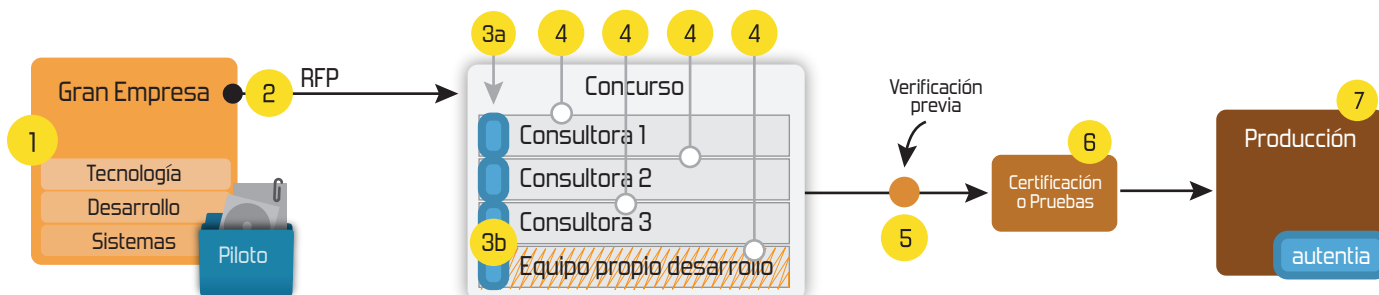 3a
4
4
4
4
Gran Empresa
2
RFP
Concurso
Verificación
previa
7
1
Consultora 1
6
Producción
Tecnología
Consultora 2
Certificación
o Pruebas
Desarrollo
Consultora 3
5
Sistemas
3b
Piloto
Equipo propio desarrollo
autentia